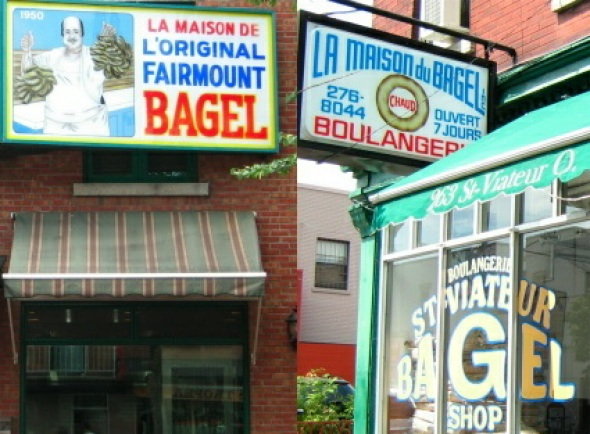 1950
LA MAISON DE
L'ORIGINAL
FAIRMOUNT
BAGEL
LA MAISON du BAGEL
276-
8044
CHAUD
OUVERT
7 JOURS
BOULANGERI
263 St-Viateur O.
BOULANGERIE
ST VIATEUR
BAGEL
SHOP